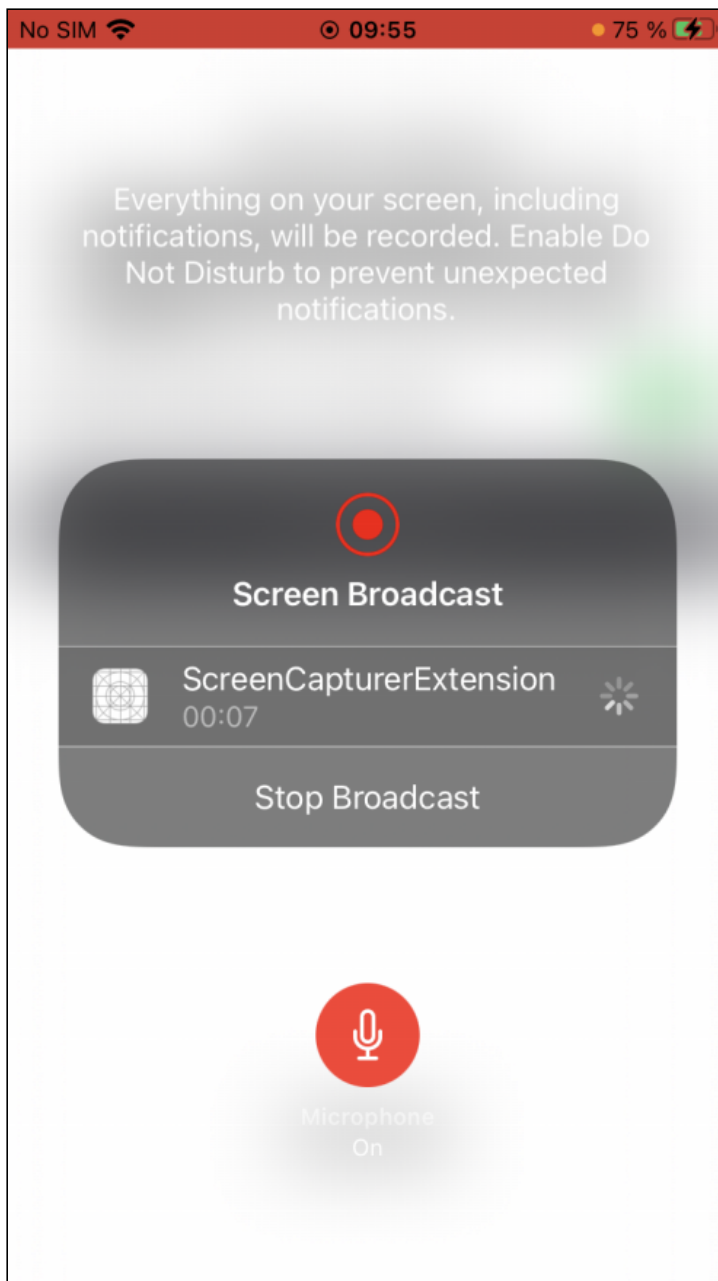 No SIM 09:55 75 %
Everything on your screen, including
notifications, will be recorded. Enable Do
Not Disturb to prevent unexpected
notifications.
Screen Broadcast
ScreenCapturerExtension
00:07
Stop Broadcast
Microphone
On